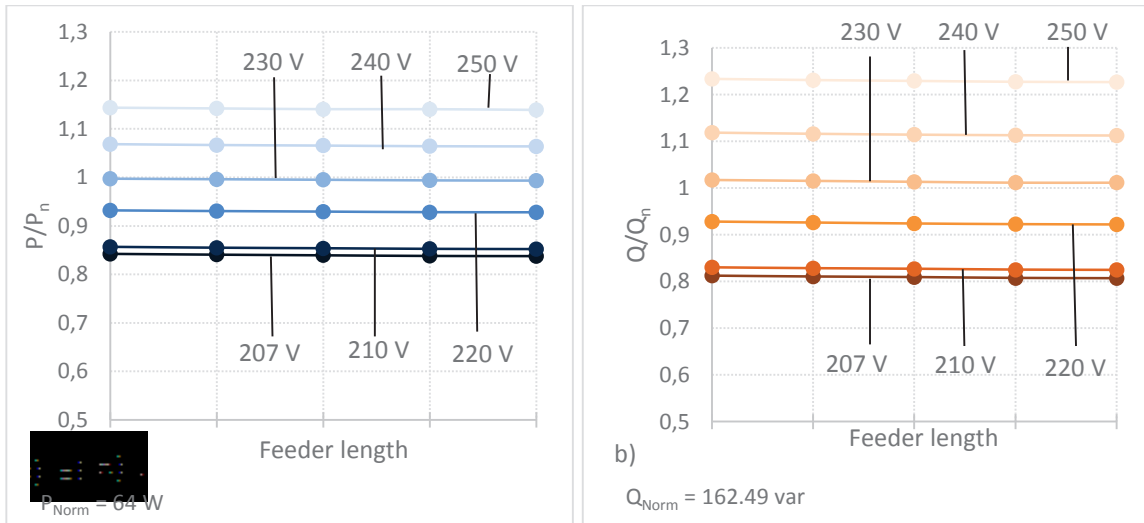 1,3
1,2
1,1
1
0,9
0,8
0,7
0,6
0,5
P/Pn
230 V
240 V
250 V
207 V
210 V
220 V
Feeder length
PNorm = 64 W
1,3
1,2
1,1
1
0,9
0,8
0,7
0,6
0,5
Q/Qn
230 V
240 V
250 V
207 V
210 V
220 V
Feeder length
b)
QNorm = 162.49 var